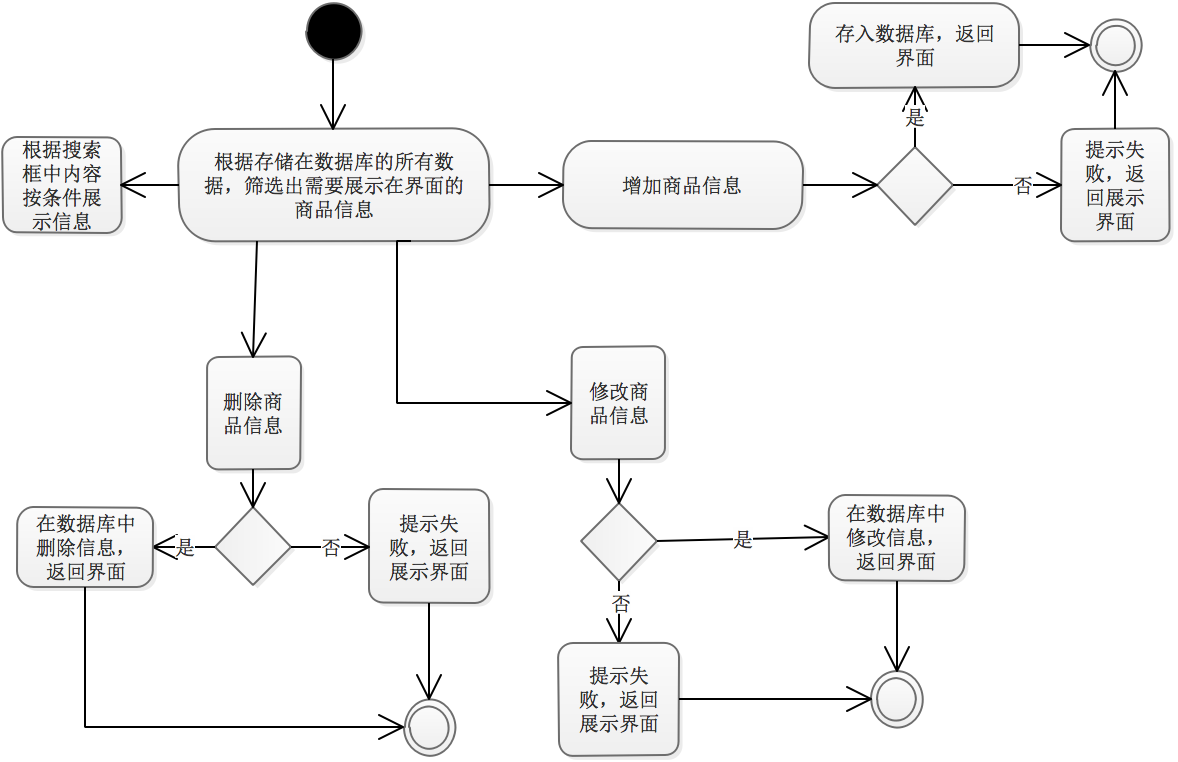 存入数据库，返回
界面
是
根据搜索
框中内容
按条件展
示信息
根据存储在数据库的所有数
据，筛选出需要展示在界面的
商品信息
增加商品信息
否
提示失
败，返
回展示
界面
删除商
品信息
修改商
品信息
在数据库中
删除信息，
返回界面
是
否
提示失
败，返回
展示界面
是
在数据库中
修改信息，
返回界面
否
提示失
败，返回
展示界面